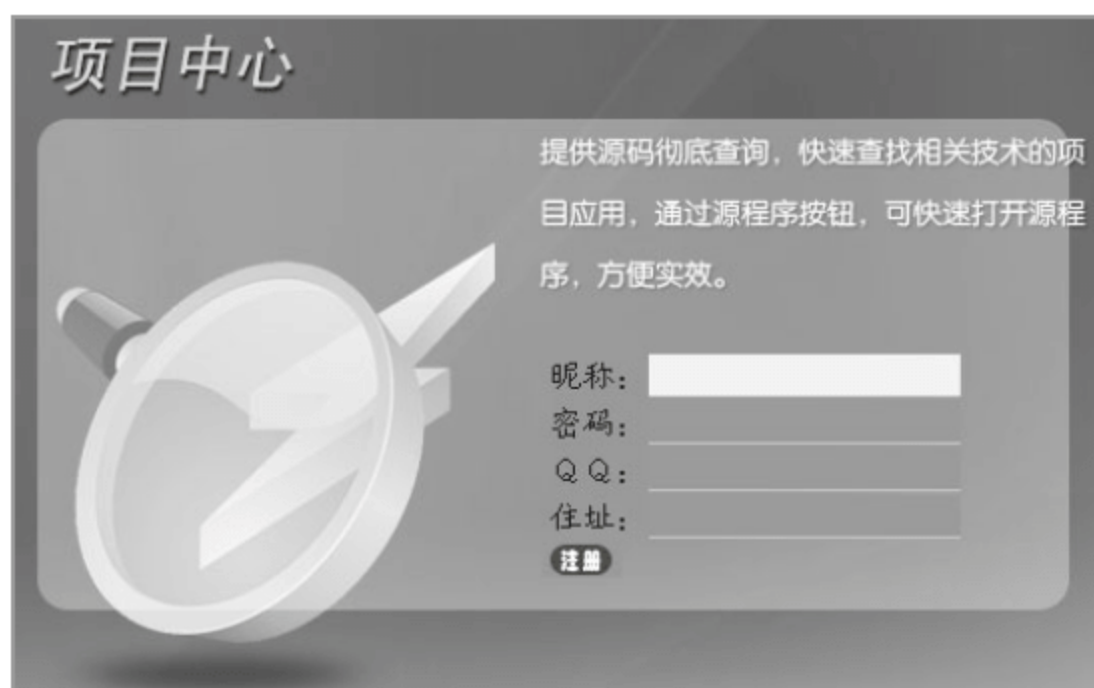 项目中心
提供源码彻底查询，快速查找相关技术的项
目应用，通过源程序按钮，可快速打开源程
序，方便实效。
昵称：
密码：
Q Q：
住址：
注册